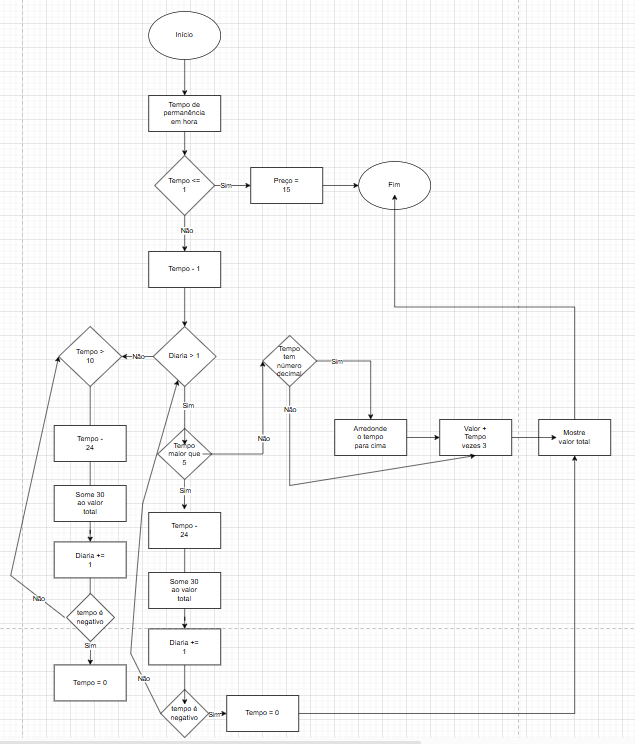 Início
Tempo de
permanência
em hora
Tempo <=
1
Sim
Preço =
15
Fim
Não
Tempo - 1
Tempo >
10
Não
Diaria > 1
Tempo
tem
número
decimal
Sim
Sim
Não
Arredonde
o tempo
para cima
Valor +
Tempo
vezes 3
Mostre
valor total
Tempo -
24
Tempo
maior que
5
Não
Sim
Some 30
ao valor
total
Tempo -
24
Diaria +=
1
Some 30
ao valor
total
Não
tempo é
negativo
Sim
Diaria +=
1
Tempo = 0
Não
tempo é
negativo
Sim
Tempo = 0